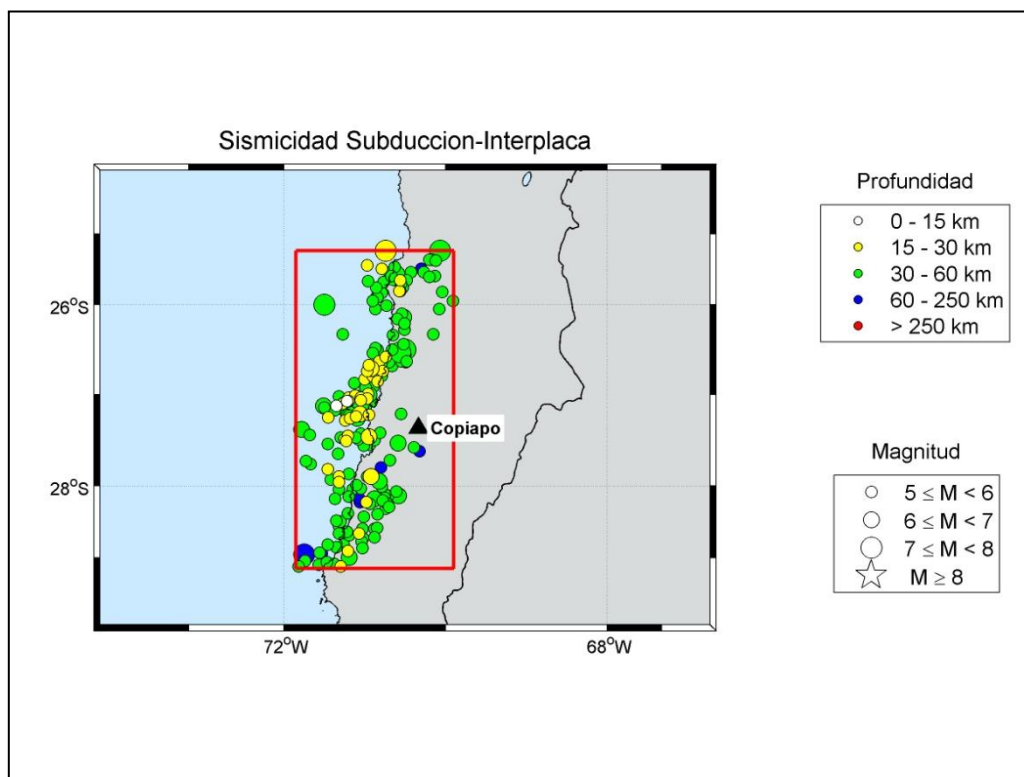 Sismicidad Subduccion-Interplaca
26°S
28°S
72°W
68°W
Copiapo
Profundidad
0 - 15 km
15 - 30 km
30 - 60 km
60 - 250 km
> 250 km
Magnitud
5 ≤ M < 6
6 ≤ M < 7
7 ≤ M < 8
M ≥ 8